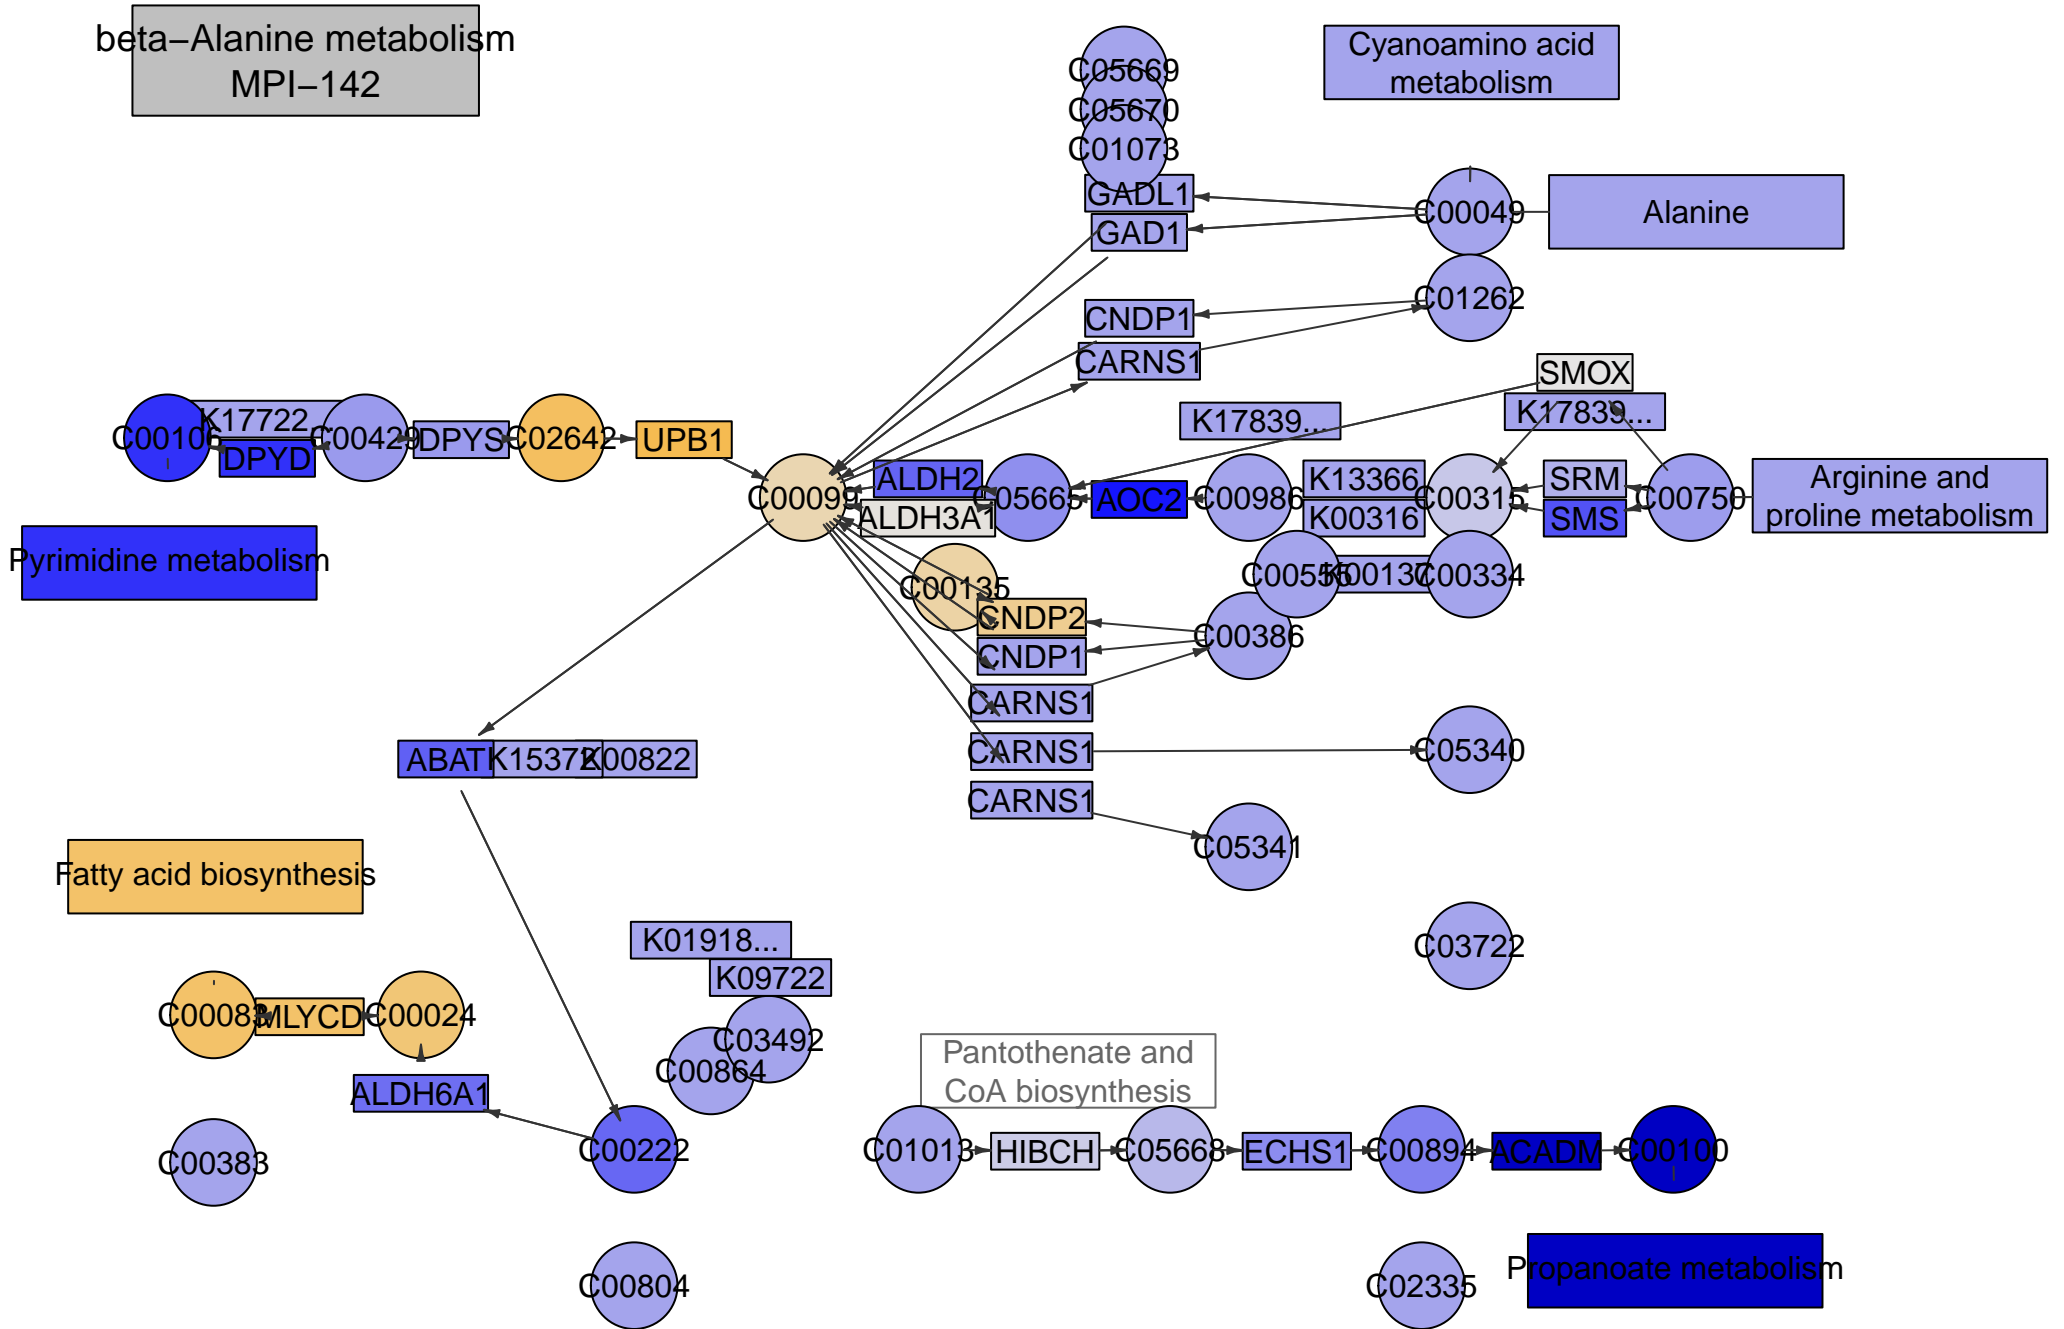 beta−Alanine metabolism
MPI−142
C05669
C05670
C01073
Cyanoamino acid
metabolism
GADL1
GAD1
C00049
Alanine
C01262
CNDP1
CARNS1
SMOX
K17839...
K17839...
C00106
K17722
DPYD
C00429
DPYS
C02642
UPB1
C00099
ALDH2
ALDH3A1
C05665
AOC2
C00986
K13366
K00316
C00315
SRM
SMS
C00750
Arginine and
proline metabolism
Pyrimidine metabolism
C00135
C00555
K00137
C00334
CNDP2
CNDP1
C00386
CARNS1
CARNS1
CARNS1
C05340
C05341
ABAT
K15372
K00822
Fatty acid biosynthesis
K01918...
K09722
C03722
C00083
MLYCD
C00024
C03492
C00864
ALDH6A1
Pantothenate and
CoA biosynthesis
C00383
C00222
C01013
HIBCH
C05668
ECHS1
C00894
ACADM
C00100
C00804
C02335
Propanoate metabolism